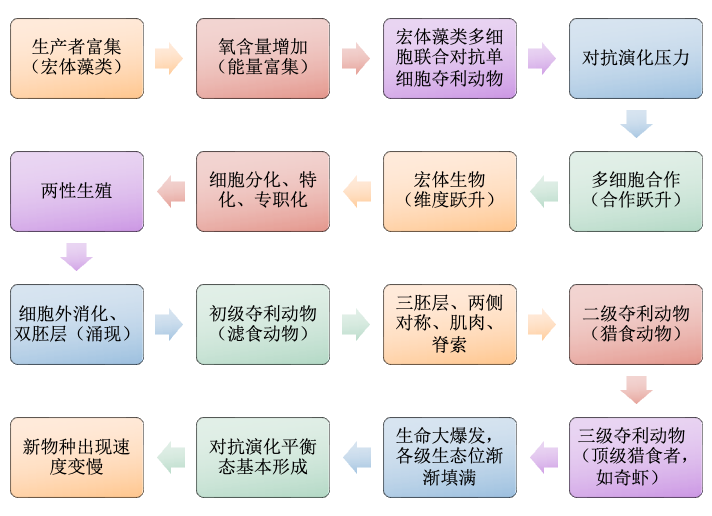 生产者富集
（宏体藻类）
氧含量增加
（能量富集）
宏体藻类多细
胞联合对抗单
细胞夺利动物
对抗演化压力
多细胞合作
（合作跃升）
宏体生物
（维度跃升）
细胞分化、特
化、专职化
两性生殖
细胞外消化、
双胚层（涌现）
初级夺利动物
（滤食动物）
三胚层、两侧
对称、肌肉、
脊索
二级夺利动物
（猎食动物）
三级夺利动物
（顶级猎食者，
如奇虾）
生命大爆发，
各级生态位渐
渐填满
对抗演化平衡
态基本形成
新物种出现速
度变慢